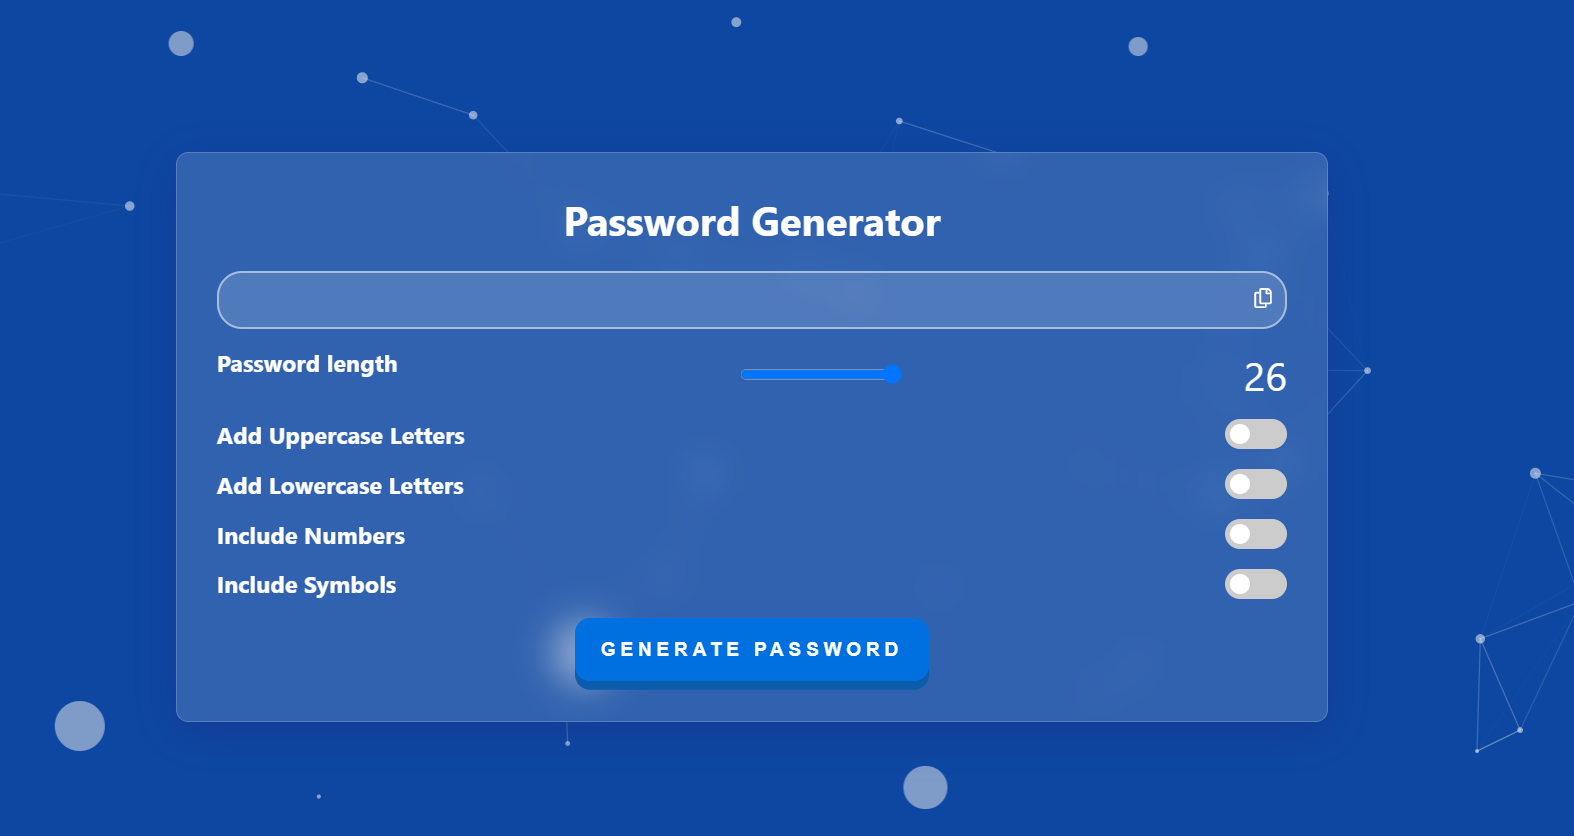 Password Generator
Password length 26
Add Uppercase Letters
Add Lowercase Letters
Include Numbers
Include Symbols
GENERATE PASSWORD